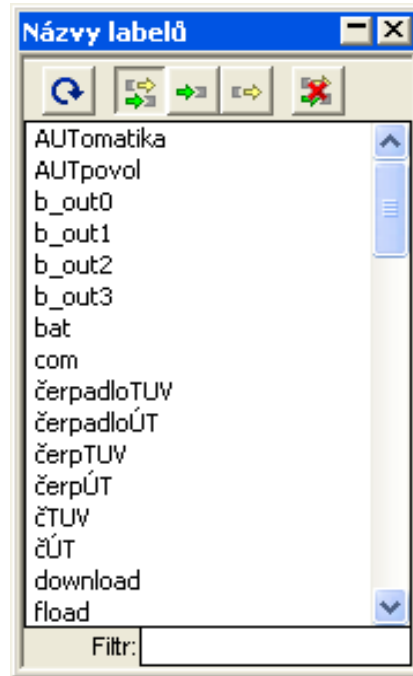 Názvy labelů
AUTomatika
AUTpovol
b_out0
b_out1
b_out2
b_out3
bat
com
čerpadloTUV
čerpadloÚT
čerpTUV
čerpÚT
čTUV
čÚT
download
fload
Filtr: